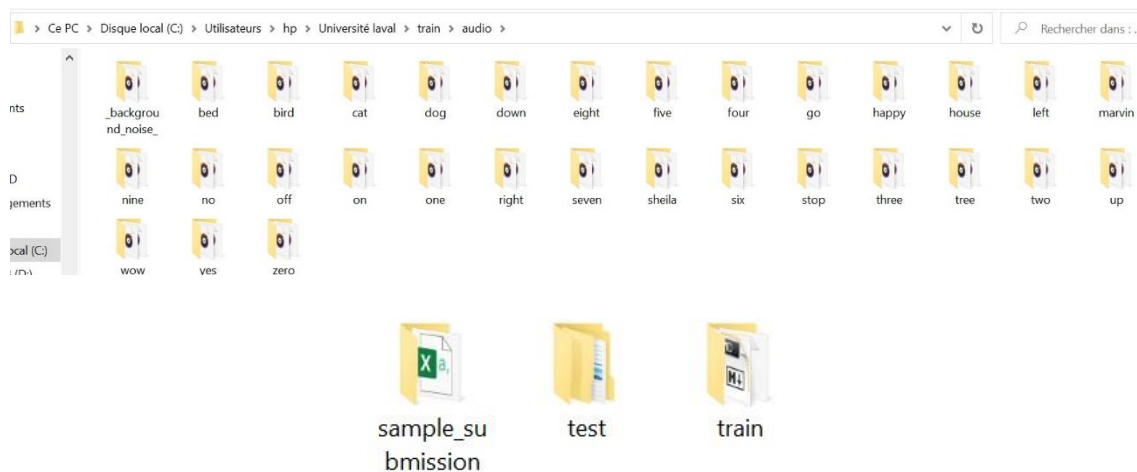 > Ce PC > Disque local (C:) > Utilisateurs > hp > Université laval > train > audio >
Rechercher dans : ..
_backgrou
nd_noise_
bed
bird
cat
dog
down
eight
five
four
go
happy
house
left
marvin
nts
nine
no
off
on
one
right
seven
sheila
six
stop
three
tree
two
up
D
gements
wow
yes
zero
ocal (C:)
(D:)
sample_su
bmission
test
train